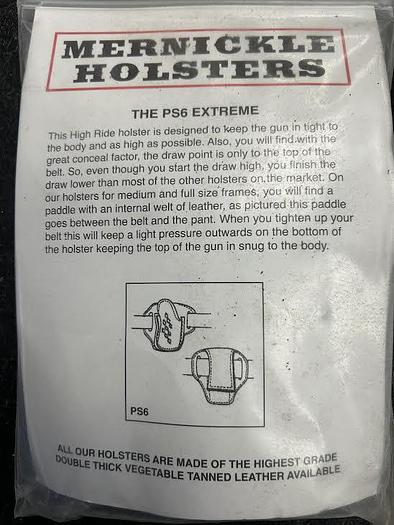 MERNICKLE
HOLSTERS
THE PS6 EXTREME
This High Ride holster is designed to keep the gun in tight to
the body and as high as possible. Also, you will find with the
great conceal factor, the draw point is only to the top of the
belt. So, even though you start the draw high, you finish the
draw lower than most of the other holsters on the market. On
our holsters for medium and full size frames, you will find a
paddle with an internal welt of leather, as pictured this paddle
goes between the belt and the pant. When you tighten up your
belt this will keep a light pressure outwards on the bottom of
the holster keeping the top of the gun in snug to the body.
PS6
ALL OUR HOLSTERS ARE MADE OF THE HIGHEST GRADE
DOUBLE THICK VEGETABLE TANNED LEATHER AVAILABLE